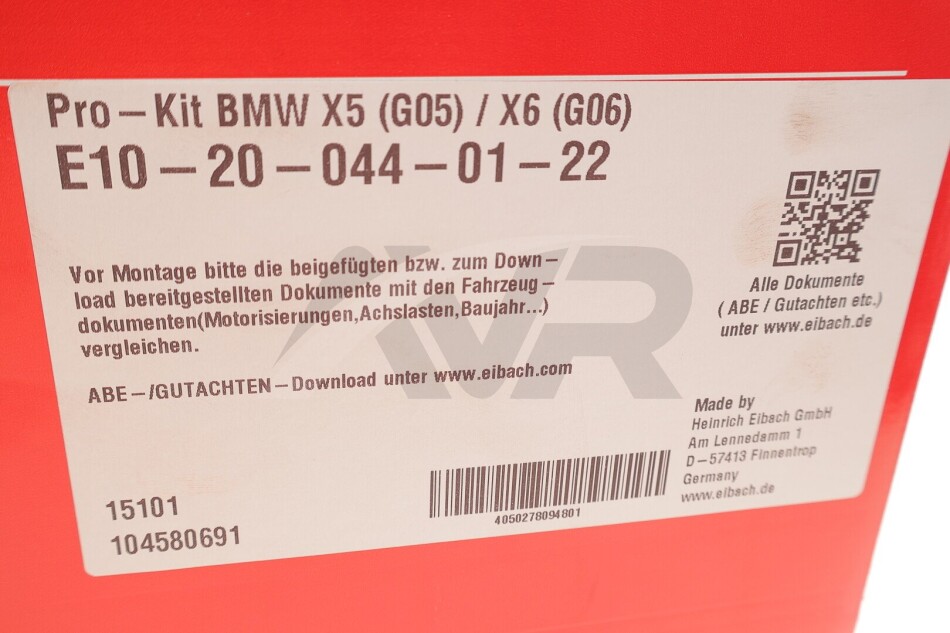 Pro-Kit BMW X5 (G05) / X6 (G06)
E10-20-044-01-22
Vor Montage bitte die beigefügten bzw. zum Down-
load bereitgestellten Dokumente mit den Fahrzeug-
dokumenten(Motorisierungen,Achslasten,Baujahr...)
vergleichen.
ABE-/GUTACHTEN-Download unter www.eibach.com
Alle Dokumente
( ABE / Gutachten etc.)
unter www.eibach.de
Made by
Heinrich Eibach GmbH
Am Lennedamm 1
D-57413 Finnentrop
Germany
www.eibach.de
15101
104580691
4050278094801
MVR